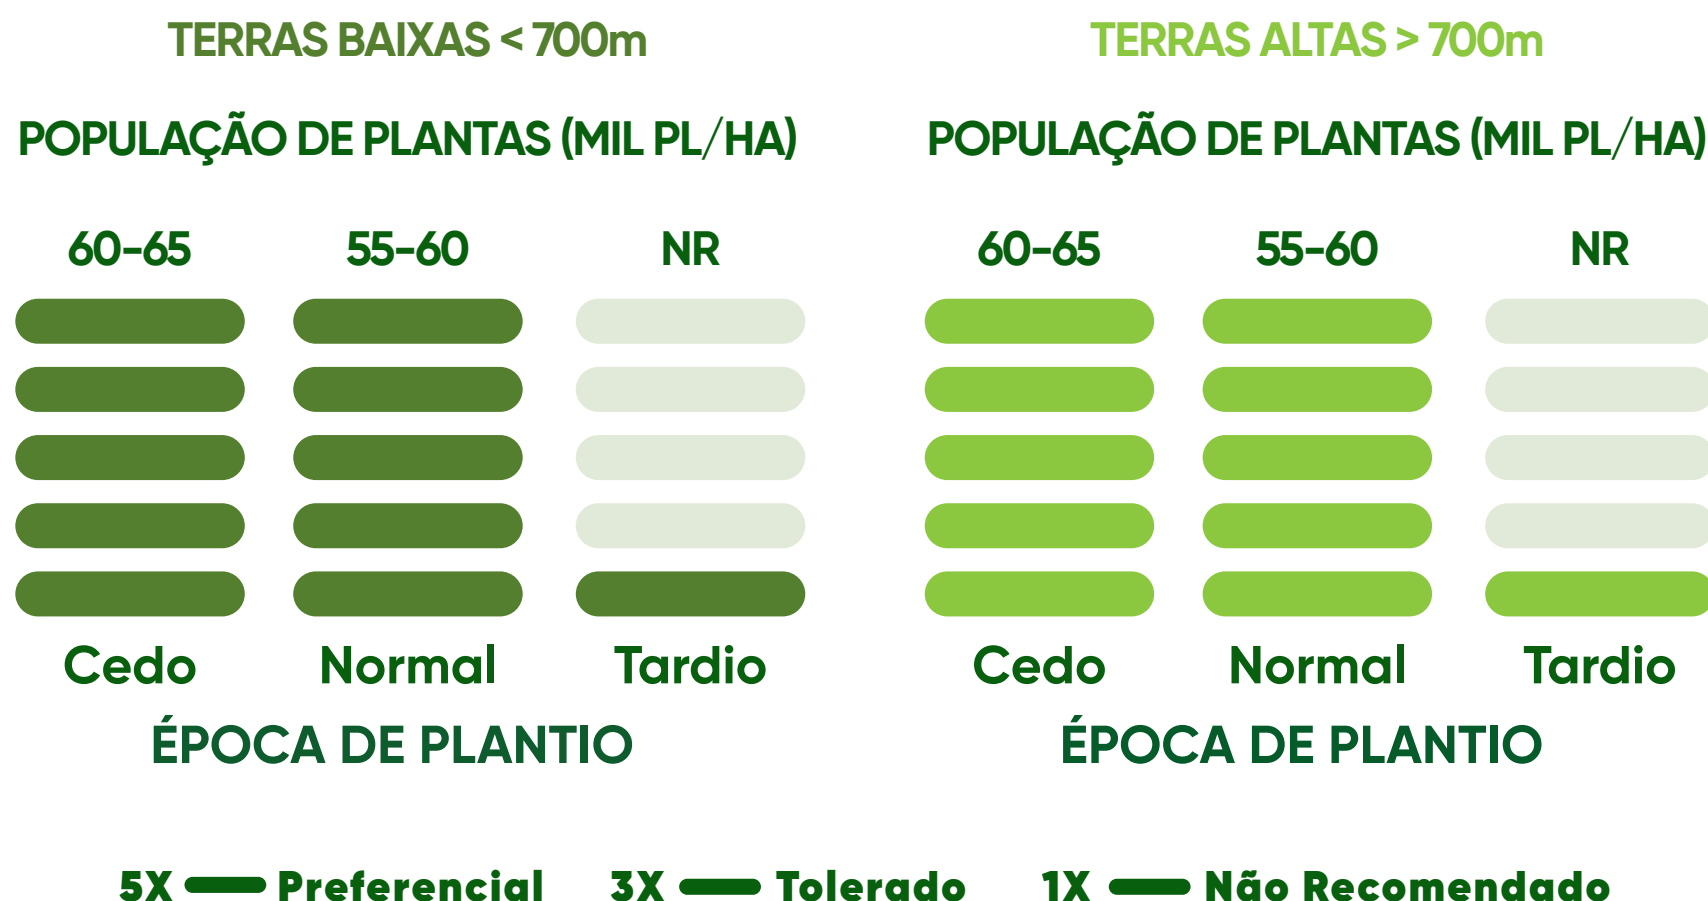 TERRAS BAIXAS < 700m
POPULAÇÃO DE PLANTAS (MIL PL/HA)
60-65 55-60 NR
Cedo Normal Tardio
ÉPOCA DE PLANTIO
TERRAS ALTAS > 700m
POPULAÇÃO DE PLANTAS (MIL PL/HA)
60-65 55-60 NR
Cedo Normal Tardio
ÉPOCA DE PLANTIO
5X Preferencial 3X Tolerado 1X Não Recomendado